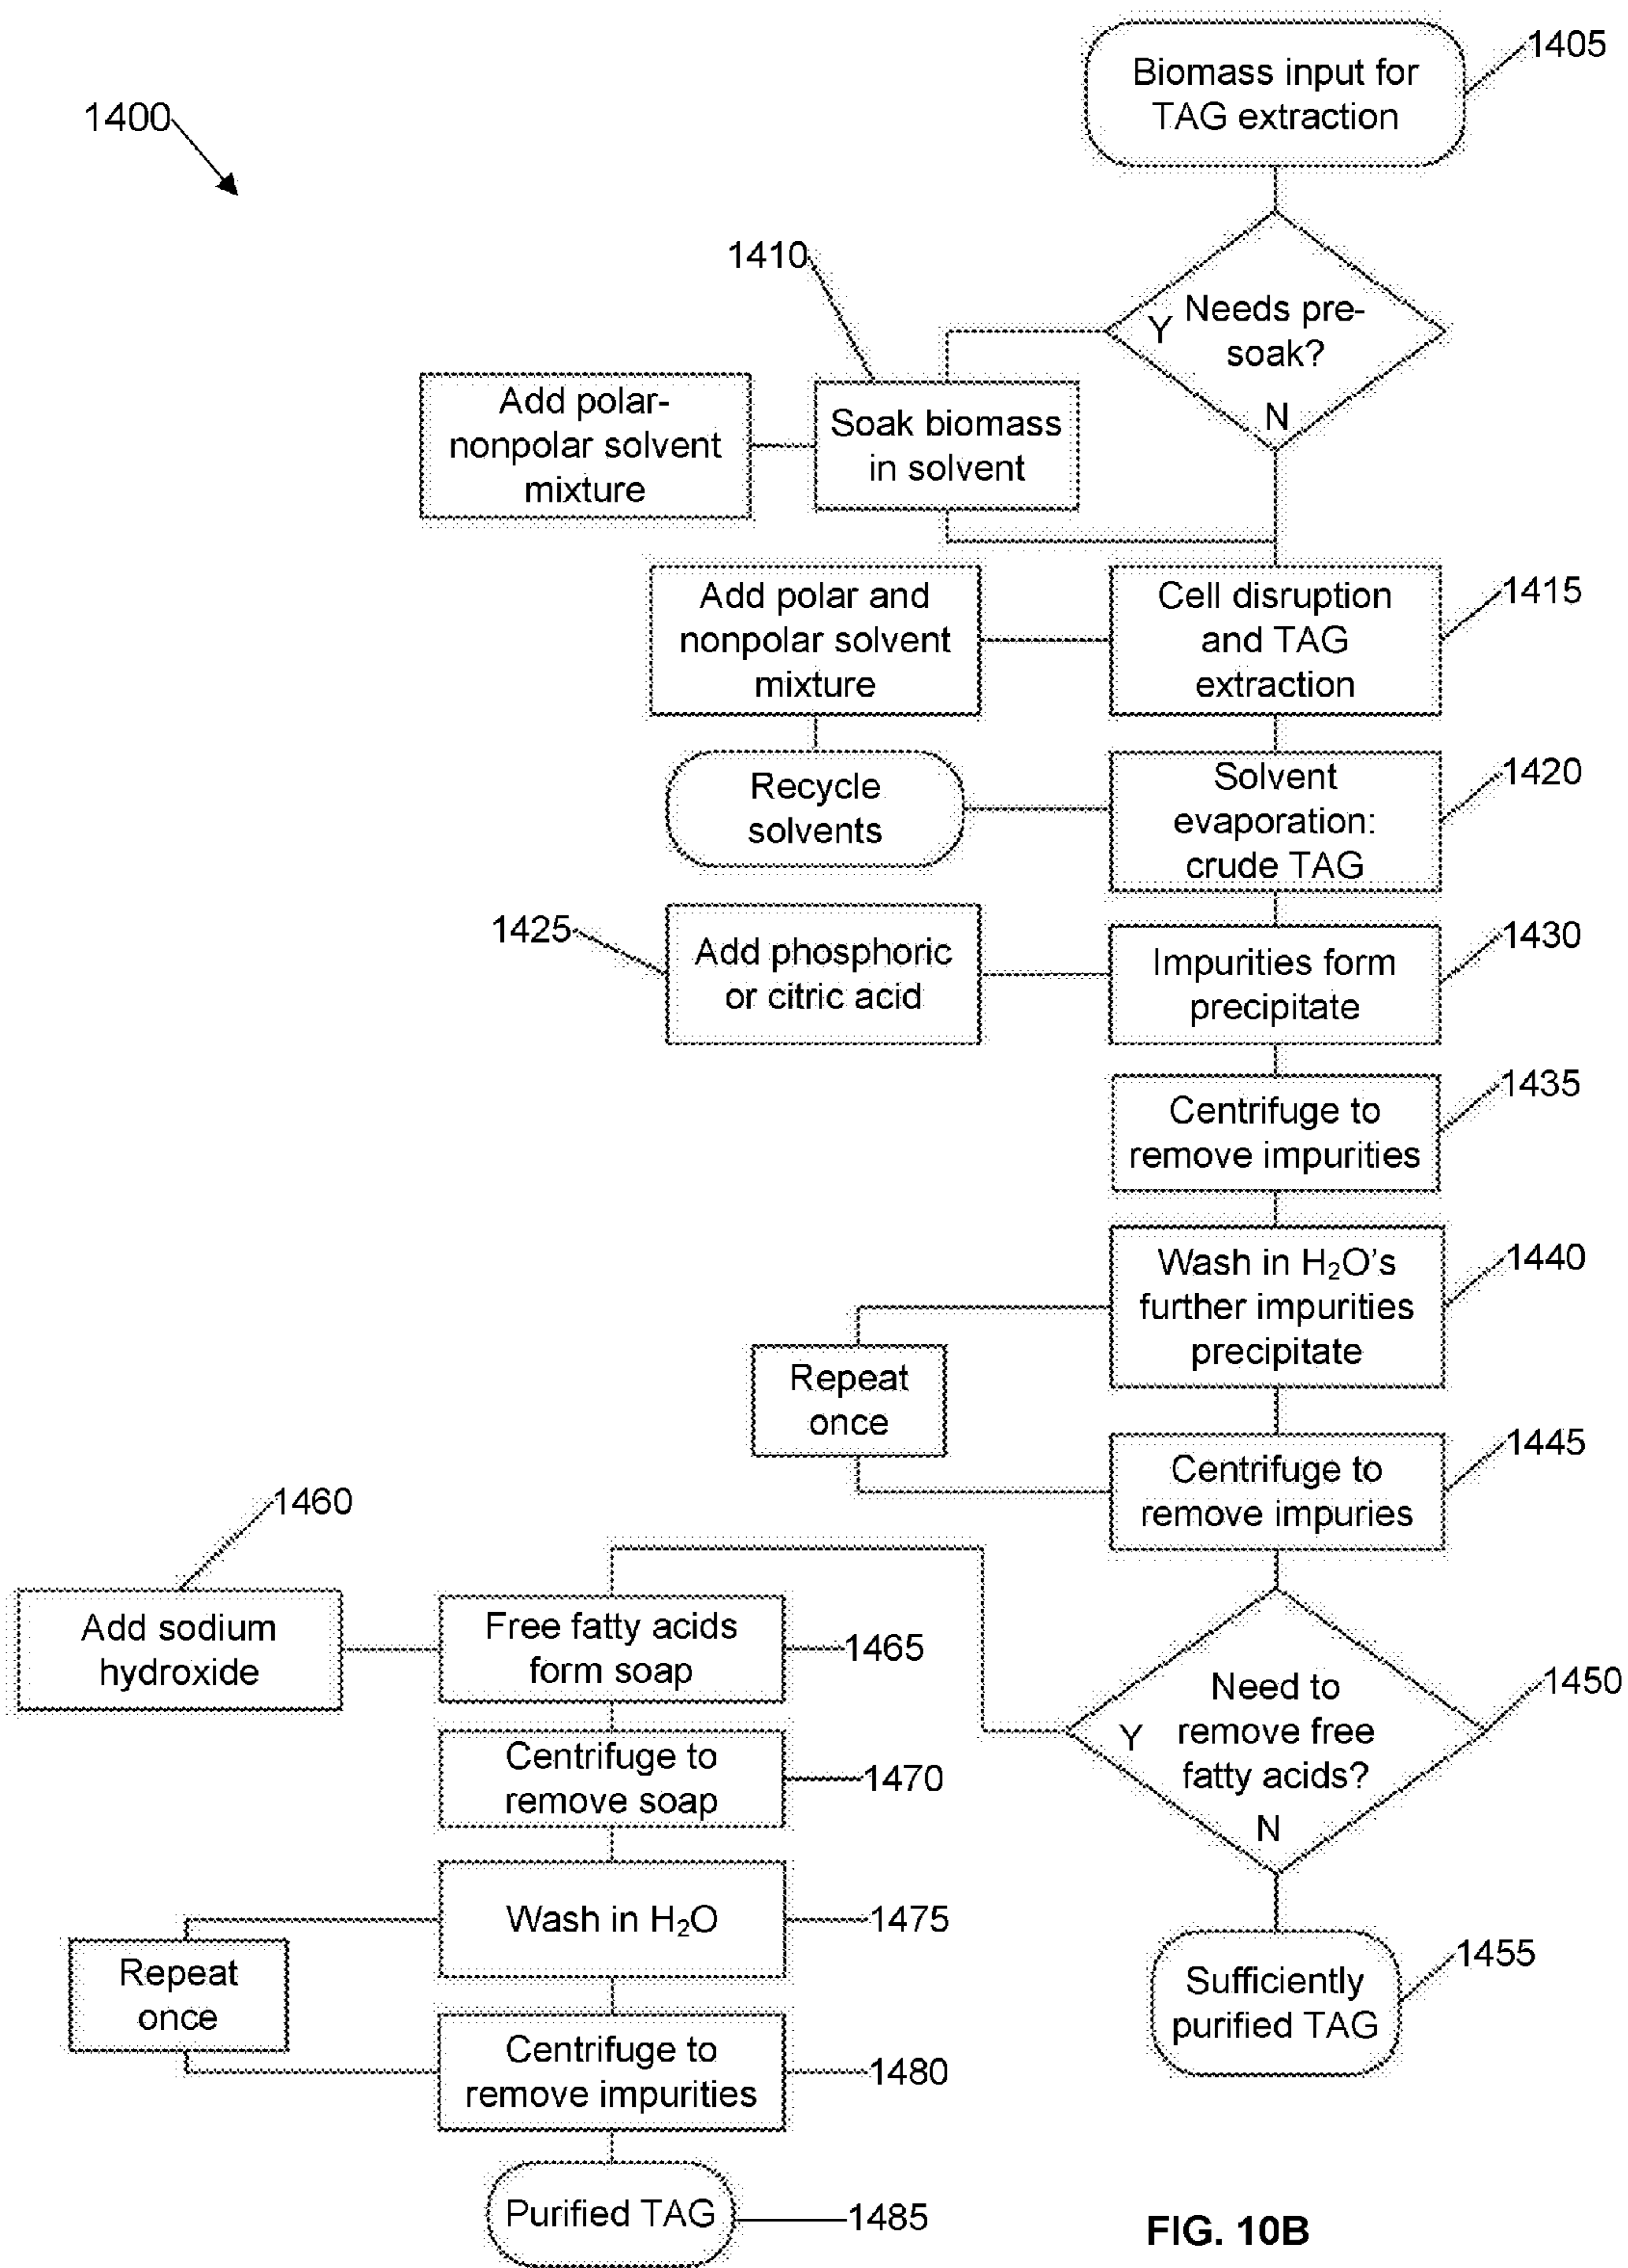 1405
Biomass input for
TAG extraction
1400
1410
Y
Needs pre-
soak?
N
Add polar-
nonpolar solvent
mixture
Soak biomass
in solvent
Add polar and
nonpolar solvent
mixture
Cell disruption
and TAG
extraction
1415
Recycle
solvents
Solvent
evaporation:
crude TAG
1420
1425
Add phosphoric
or citric acid
Impurities form
precipitate
1430
Centrifuge to
remove impurities
1435
Wash in H₂O's
further impurities
precipitate
1440
Repeat
once
Centrifuge to
remove impuries
1445
1460
Add sodium
hydroxide
Free fatty acids
form soap
1465
Need to
remove free
fatty acids?
Y
N
1450
Centrifuge to
remove soap
1470
Wash in H₂O
1475
Repeat
once
Sufficiently
purified TAG
1455
Centrifuge to
remove impurities
1480
Purified TAG
1485
FIG. 10B